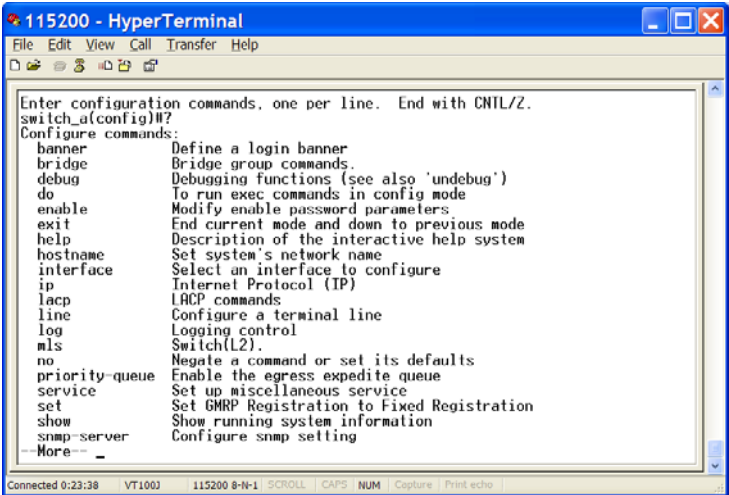 115200 - HyperTerminal
File Edit View Call Transfer Help
Enter configuration commands, one per line. End with CNTL/Z.
switch_a(config)#?
Configure commands:
banner Define a login banner
bridge Bridge group commands.
debug Debugging functions (see also 'undebug')
do To run exec commands in config mode
enable Modify enable password parameters
exit End current mode and down to previous mode
help Description of the interactive help system
hostname Set system's network name
interface Select an interface to configure
ip Internet Protocol (IP)
lacp LACP commands
line Configure a terminal line
log Logging control
mls Switch(L2).
no Negate a command or set its defaults
priority-queue Enable the egress expedite queue
service Set up miscellaneous service
set Set GMRP Registration to Fixed Registration
show Show running system information
snmp-server Configure snmp setting
--More-- _
Connected 0:23:38 VT100J 115200 8-N-1 SCROLL CAPS NUM Capture Print echo